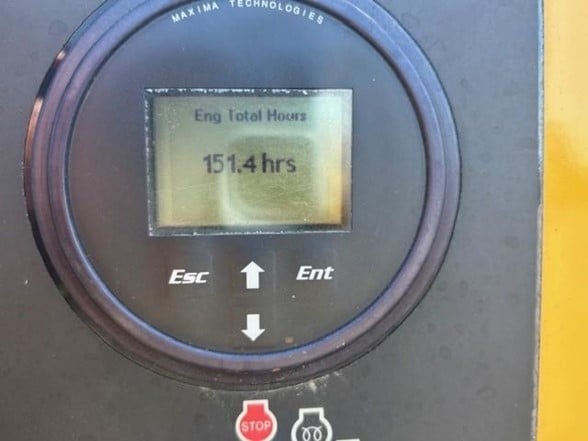 MAXIMA TECHNOLOGIES
Eng Total Hours
151.4 hrs
Esc
Ent
STOP